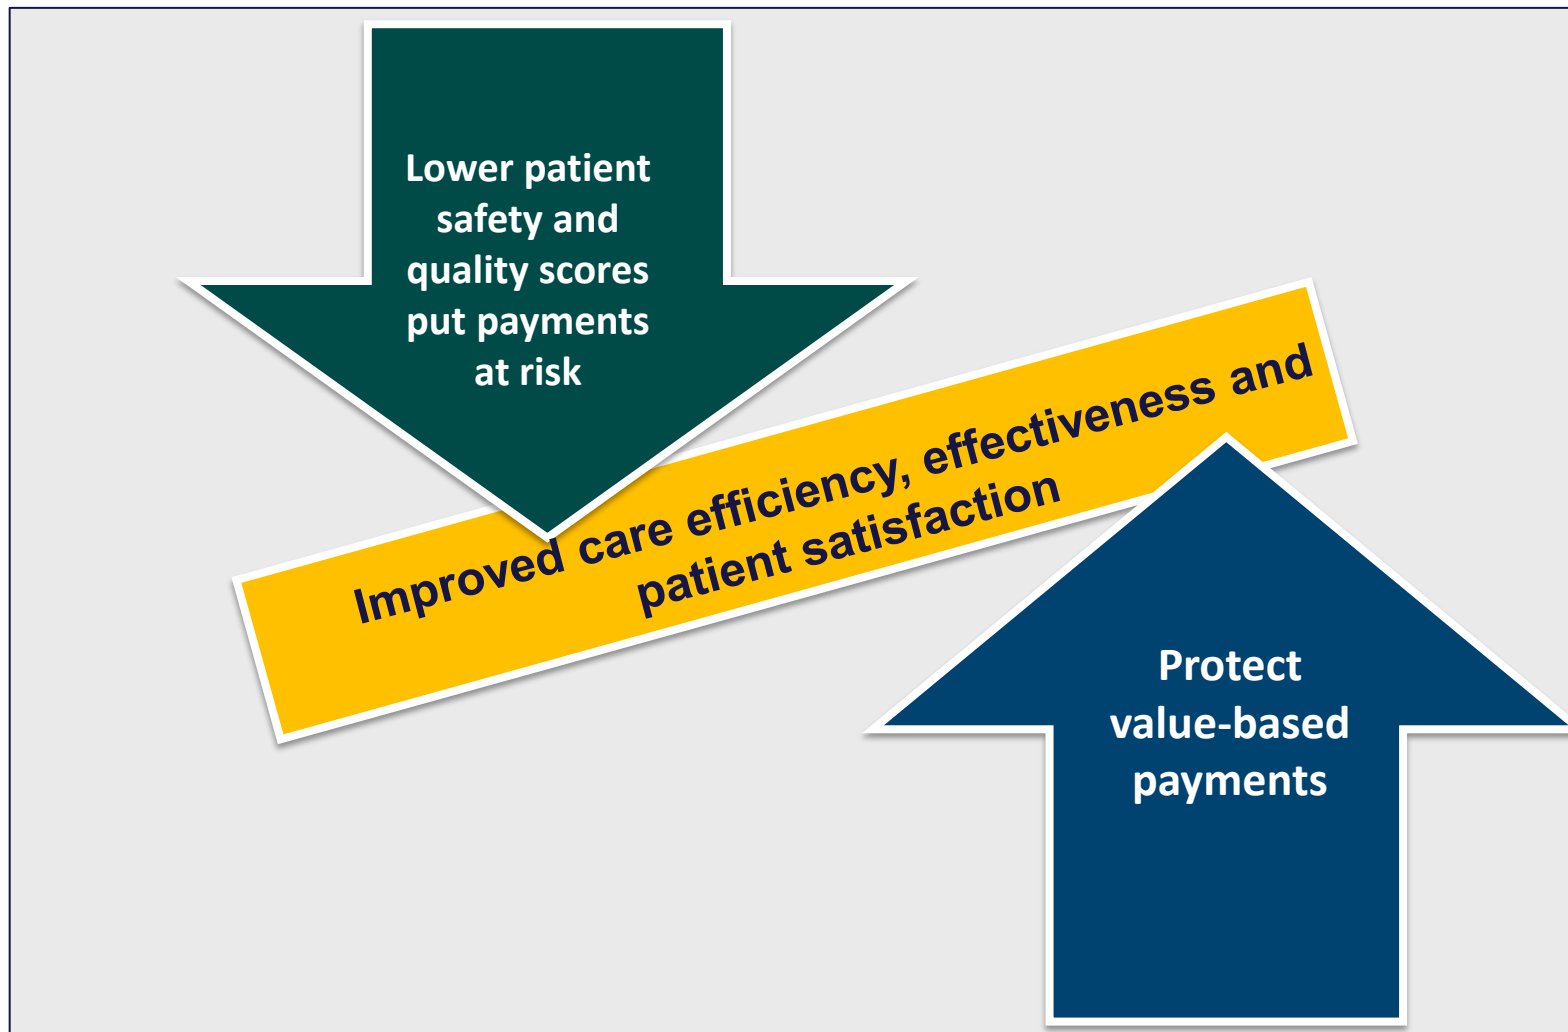 Lower patient
safety and
quality scores
put payments
at risk
Improved care efficiency, effectiveness and
patient satisfaction
Protect
value-based
payments